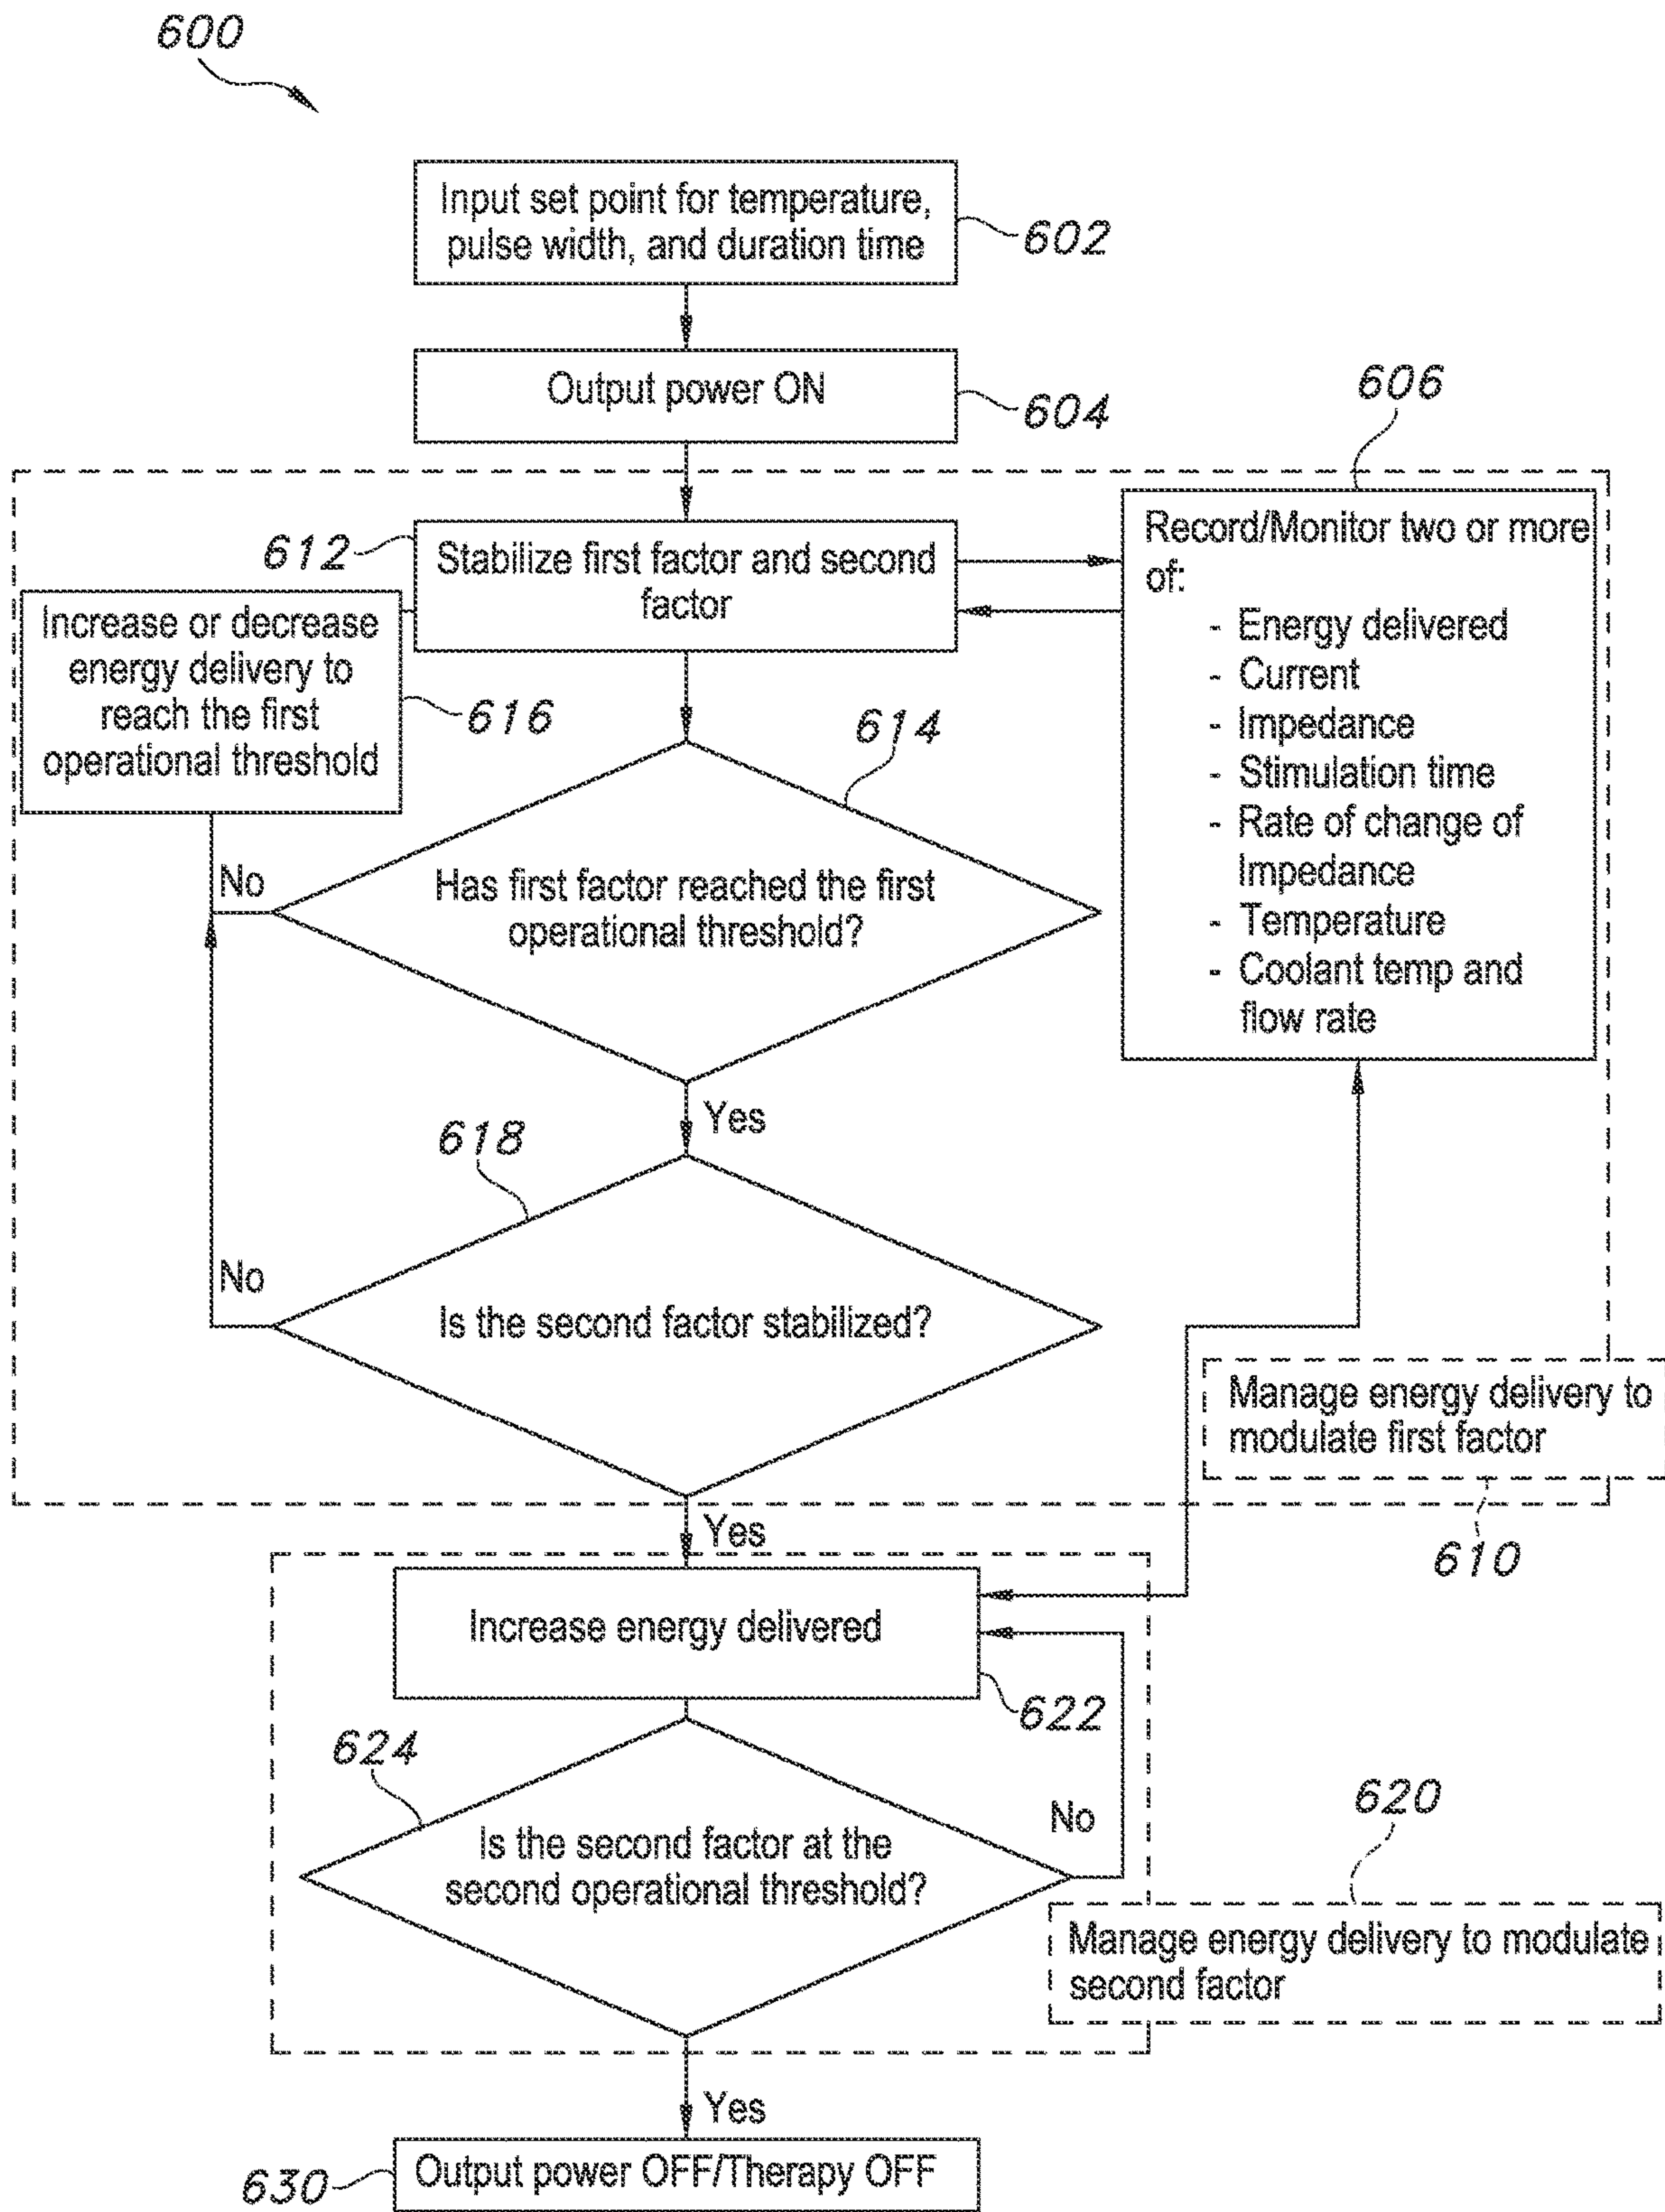 600
Input set point for temperature,
pulse width, and duration time
602
Output power ON
604
606
612
Stabilize first factor and second
factor
Record/Monitor two or more
of:
- Energy delivered
- Current
- Impedance
- Stimulation time
- Rate of change of
Impedance
- Temperature
- Coolant temp and
flow rate
Increase or decrease
energy delivery to
reach the first
operational threshold
616
614
No
Has first factor reached the first
operational threshold?
Yes
618
No
Is the second factor stabilized?
Manage energy delivery to
modulate first factor
610
Yes
Increase energy delivered
622
624
No
Is the second factor at the
second operational threshold?
620
Manage energy delivery to modulate
second factor
Yes
Output power OFF/Therapy OFF
630